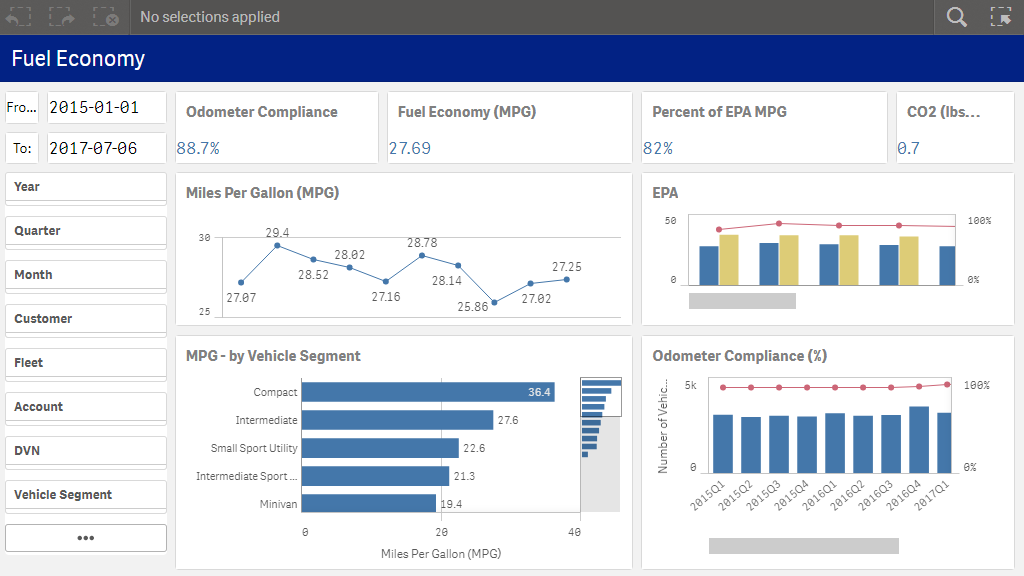 No selections applied
Fuel Economy
Fro...
2015-01-01
To:
2017-07-06
Year
Quarter
Month
Customer
Fleet
Account
DVN
Vehicle Segment
•••
Odometer Compliance
88.7%
Fuel Economy (MPG)
27.69
Percent of EPA MPG
82%
CO2 (lbs...
0.7
Miles Per Gallon (MPG)
30
25
27.07
29.4
28.52
28.02
27.16
28.78
28.14
25.86
27.02
27.25
EPA
50
0
100%
0%
MPG - by Vehicle Segment
Compact
36.4
Intermediate
27.6
Small Sport Utility
22.6
Intermediate Sport ...
21.3
Minivan
19.4
0
20
40
Miles Per Gallon (MPG)
Odometer Compliance (%)
Number of Vehic...
5k
0
100%
0%
2015Q1
2015Q2
2015Q3
2015Q4
2016Q1
2016Q2
2016Q3
2016Q4
2017Q1